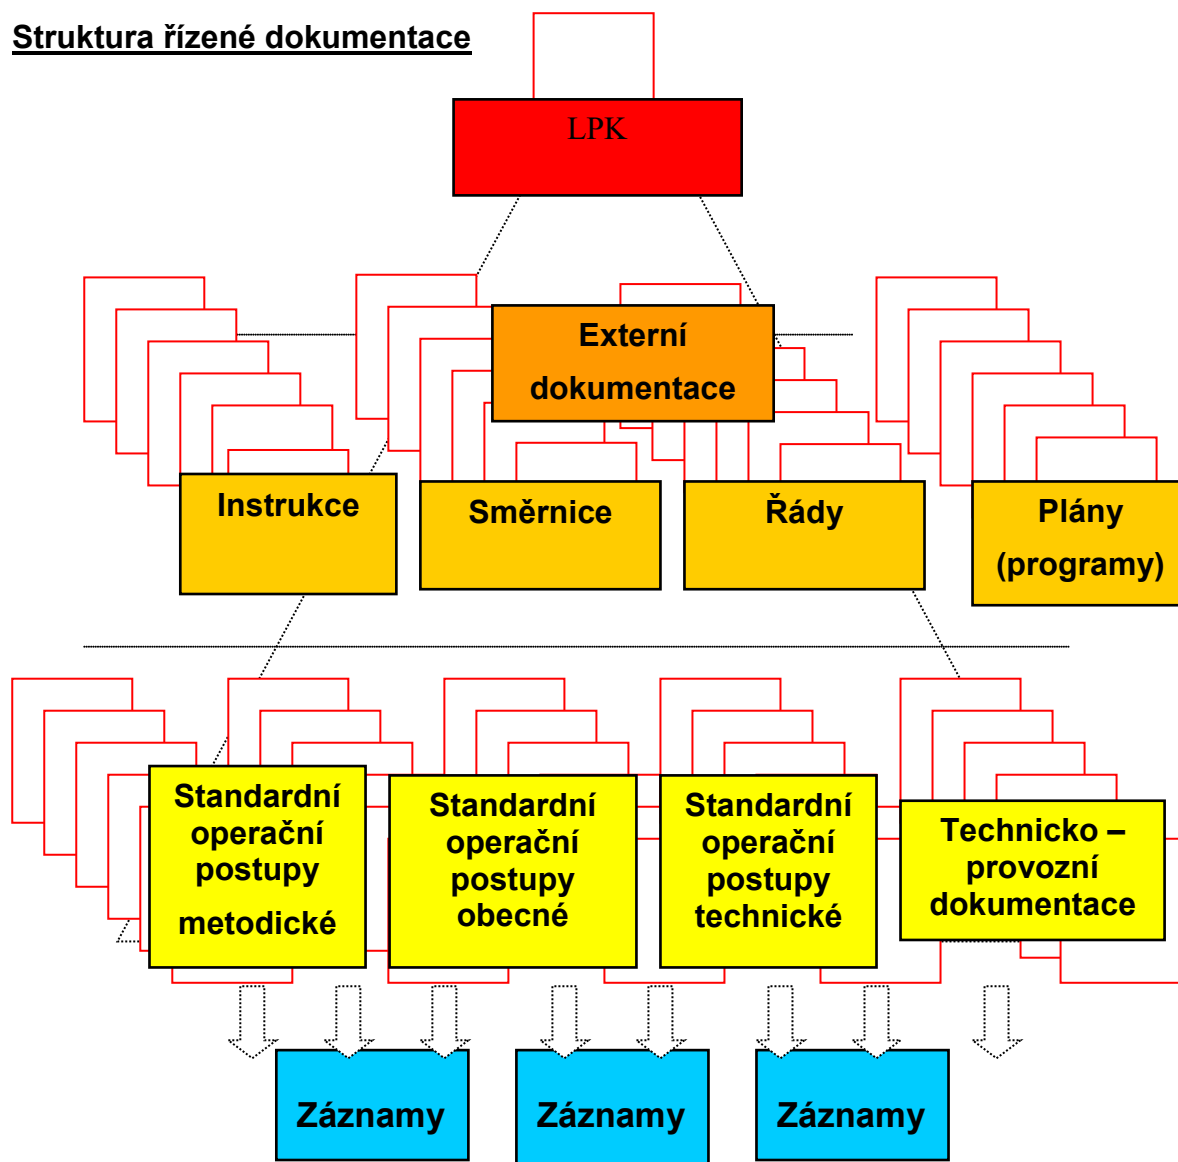 Struktura řízené dokumentace
LPK
Externí
dokumentace
Instrukce
Směrnice
Řády
Plány
(programy)
Standardní
operační
postupy
metodické
Standardní
operační
postupy
obecné
Standardní
operační
postupy
technické
Technicko –
provozní
dokumentace
Záznamy
Záznamy
Záznamy